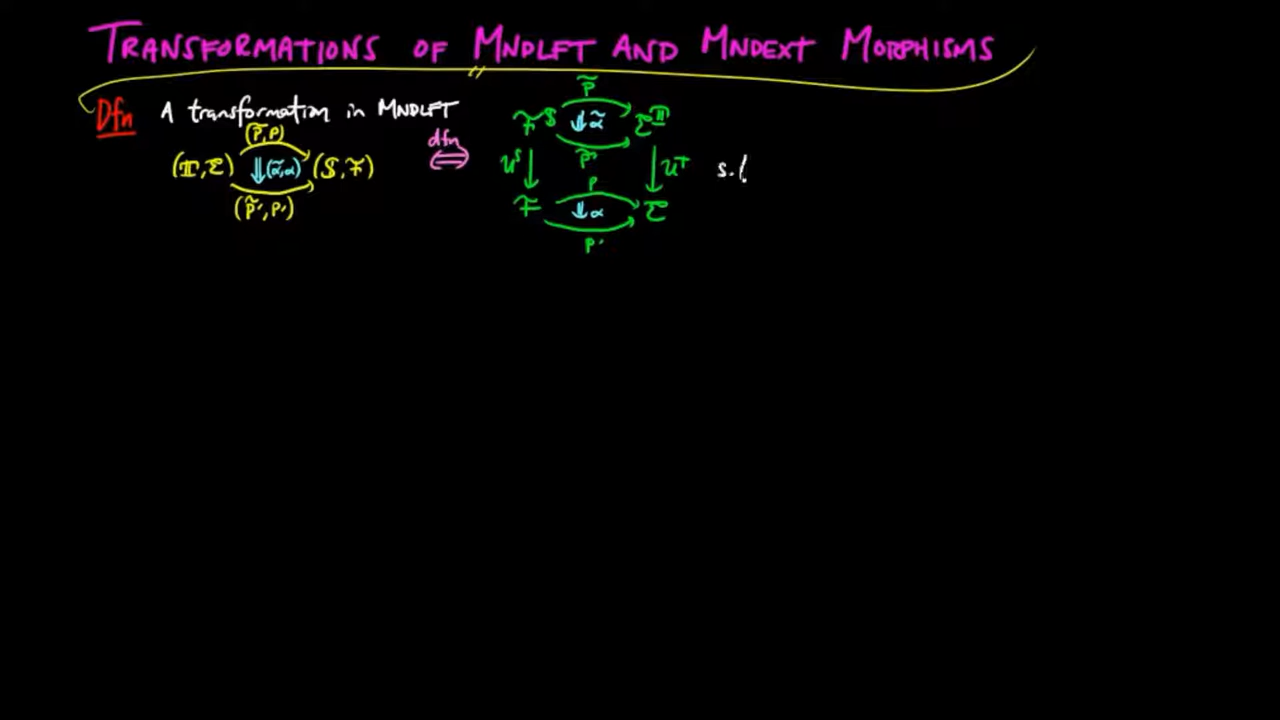 TRANSFORMATIONS OF MNDLFT AND MNDEXT MORPHISMS
Dfn A transformation in MNDLFT
(p̃, p)
(𝕋, ℰ) ⇓(α̃, α) (𝕊, ℱ)
(p̃', p')
dfn
⇔
p̃
ℱ^𝕊 ⇓α̃ ℰ^𝕋
p̃'
U^S ↓ ↓ U^T s.t
p
ℱ ⇓α ℰ
p'